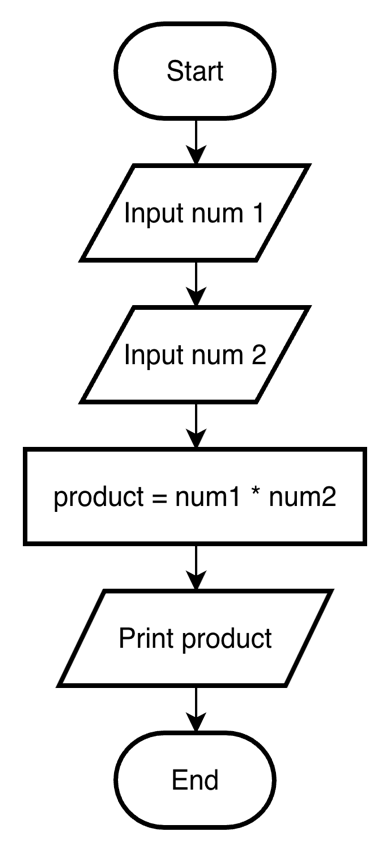 Start
Input num 1
Input num 2
product = num1 * num2
Print product
End